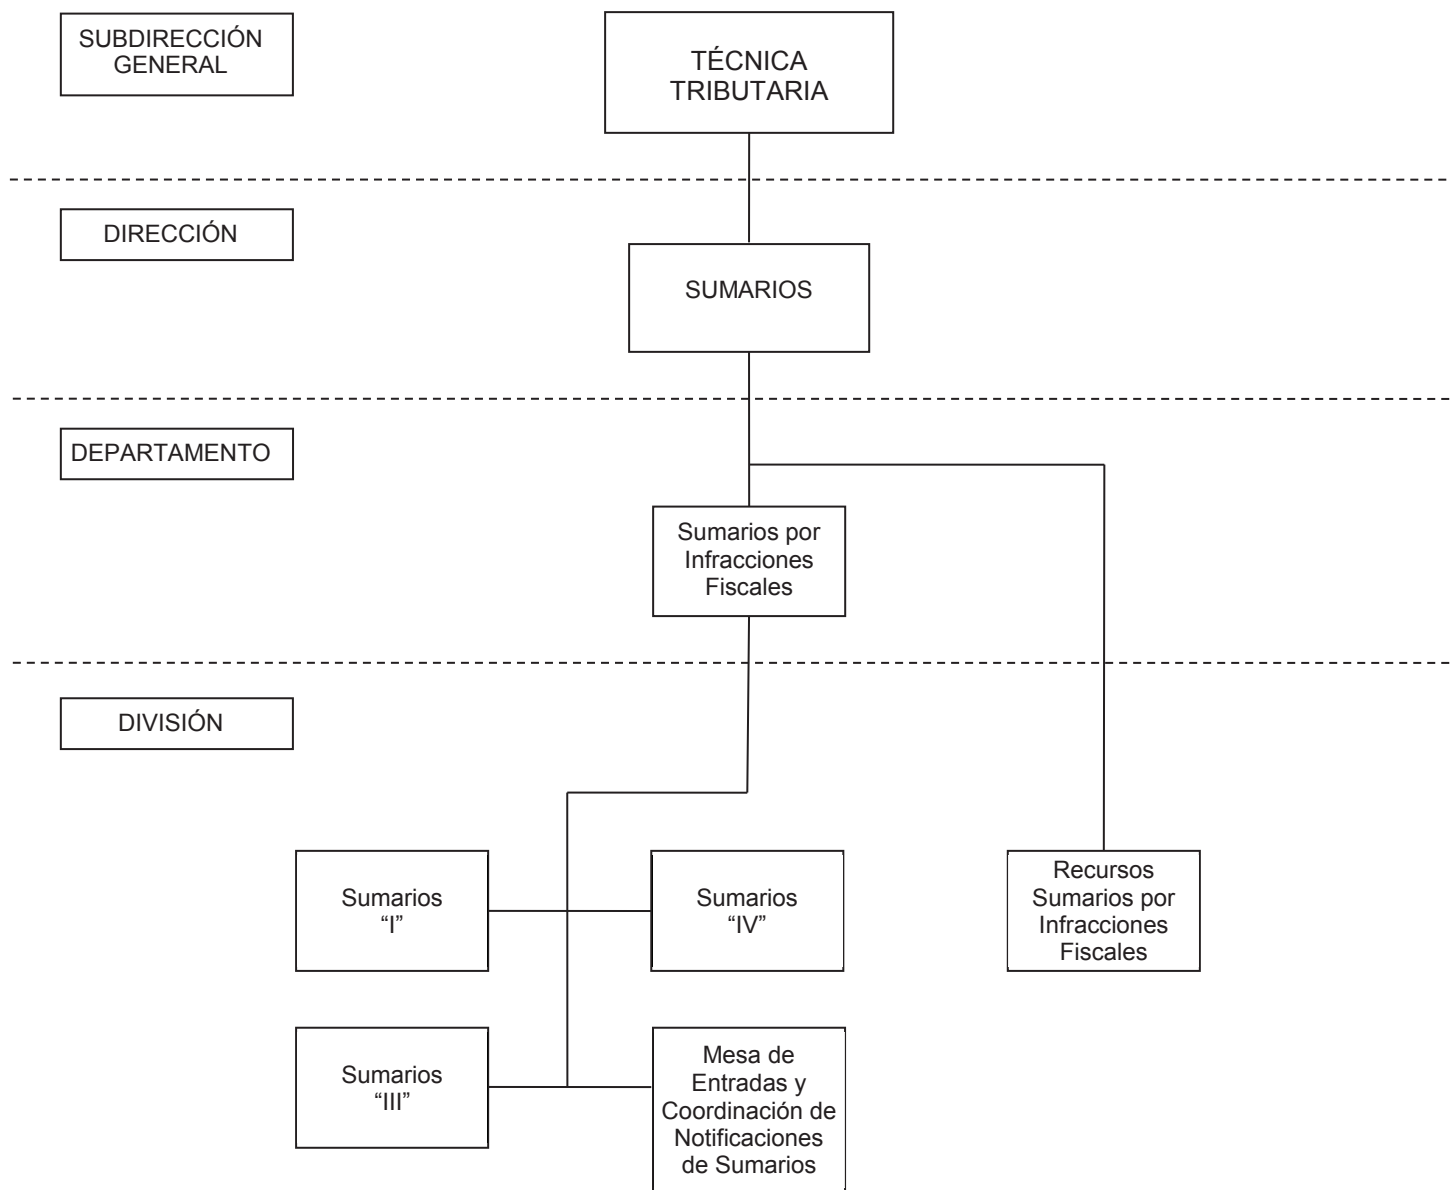 SUBDIRECCIÓN
GENERAL
TÉCNICA
TRIBUTARIA
DIRECCIÓN
SUMARIOS
DEPARTAMENTO
Sumarios por
Infracciones
Fiscales
DIVISIÓN
Sumarios
“I”
Sumarios
“IV”
Recursos
Sumarios por
Infracciones
Fiscales
Sumarios
“III”
Mesa de
Entradas y
Coordinación de
Notificaciones
de Sumarios